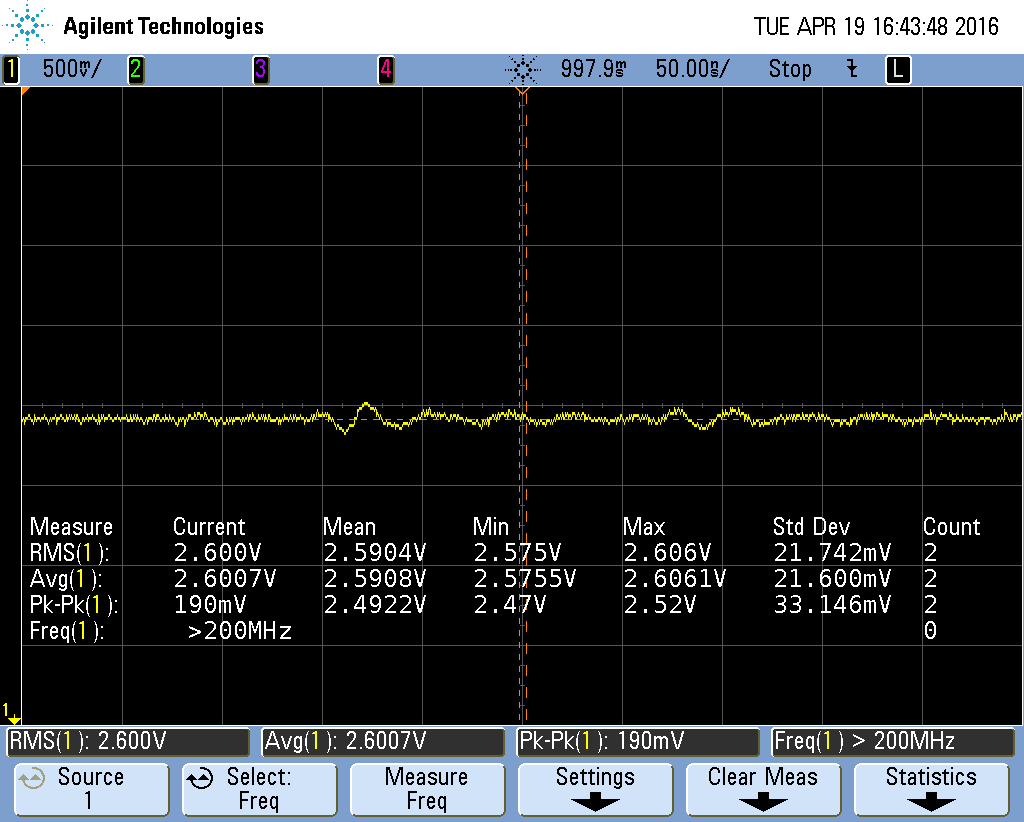 Agilent Technologies TUE APR 19 16:43:48 2016
1 500mV/ 2 3 4 997.9ms 50.00ms/ Stop L
Measure Current Mean Min Max Std Dev Count
RMS(1): 2.600V 2.5904V 2.575V 2.606V 21.742mV 2
Avg(1): 2.6007V 2.5908V 2.5755V 2.6061V 21.600mV 2
Pk-Pk(1): 190mV 2.4922V 2.47V 2.52V 33.146mV 2
Freq(1): >200MHz 0
1
RMS(1): 2.600V Avg(1): 2.6007V Pk-Pk(1): 190mV Freq(1) > 200MHz
Source Select: Measure Settings Clear Meas Statistics
1 Freq Freq